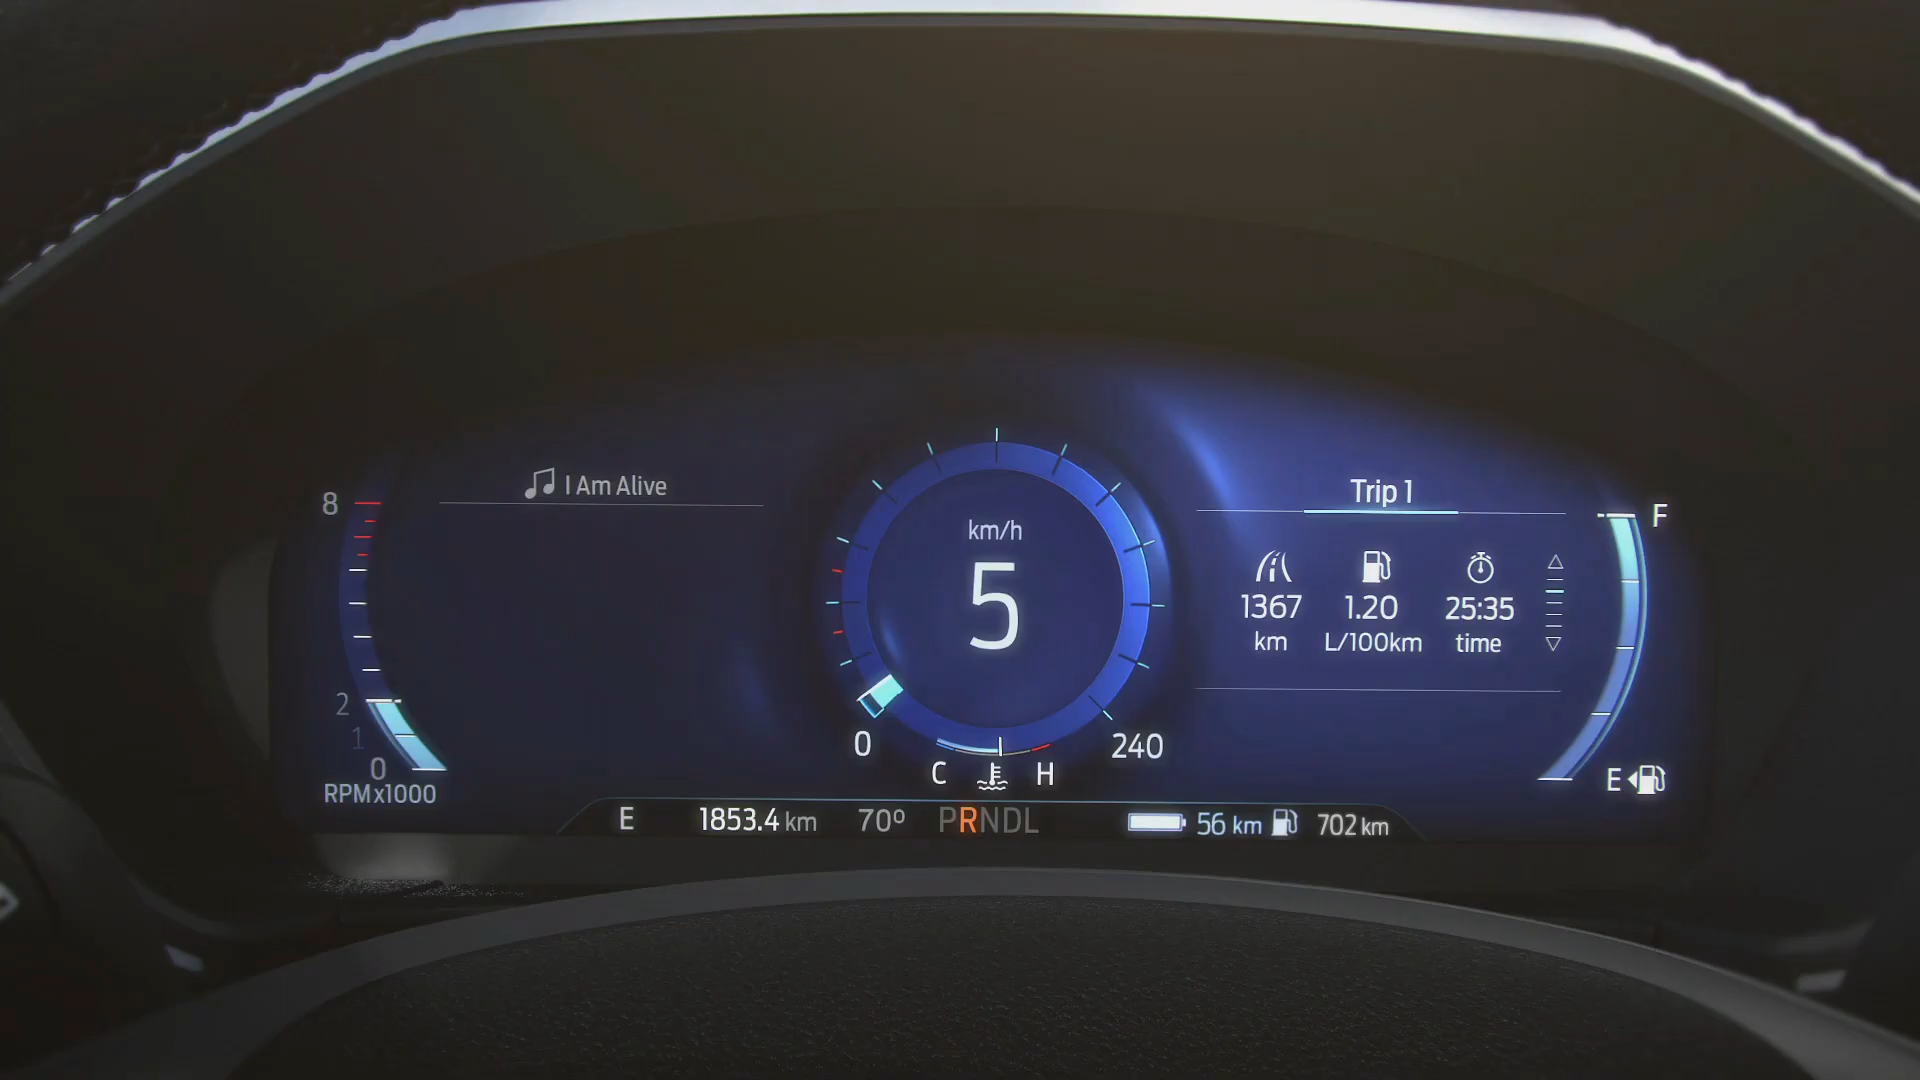 I Am Alive
8
2
1
0
RPMx1000
km/h
5
0
240
C H
Trip 1
1367 1.20 25:35
km L/100km time
F
E
E 1853.4 km 70º PRNDL 56 km 702 km